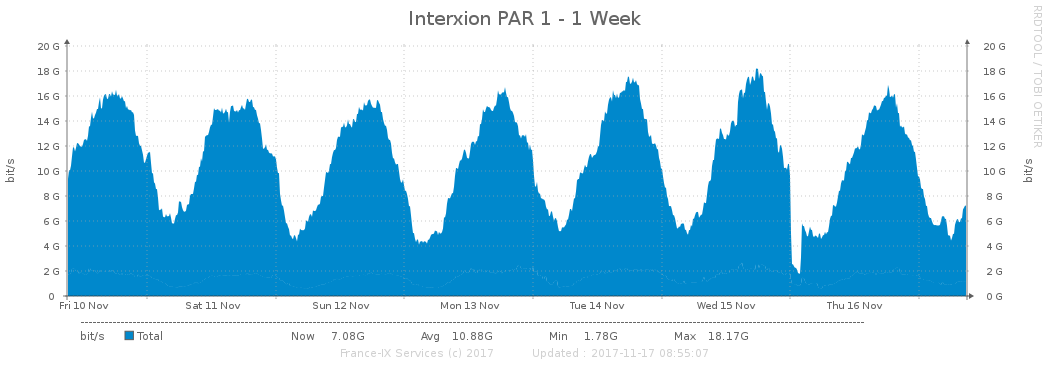 Interxion PAR 1 - 1 Week
RRDTOOL / TOBI OETIKER
bit/s
20 G
18 G
16 G
14 G
12 G
10 G
8 G
6 G
4 G
2 G
0
20 G
18 G
16 G
14 G
12 G
10 G
8 G
6 G
4 G
2 G
0 G
bit/s
Fri 10 Nov Sat 11 Nov Sun 12 Nov Mon 13 Nov Tue 14 Nov Wed 15 Nov Thu 16 Nov
bit/s Total Now 7.08G Avg 10.88G Min 1.78G Max 18.17G
France-IX Services (c) 2017 Updated : 2017-11-17 08:55:07